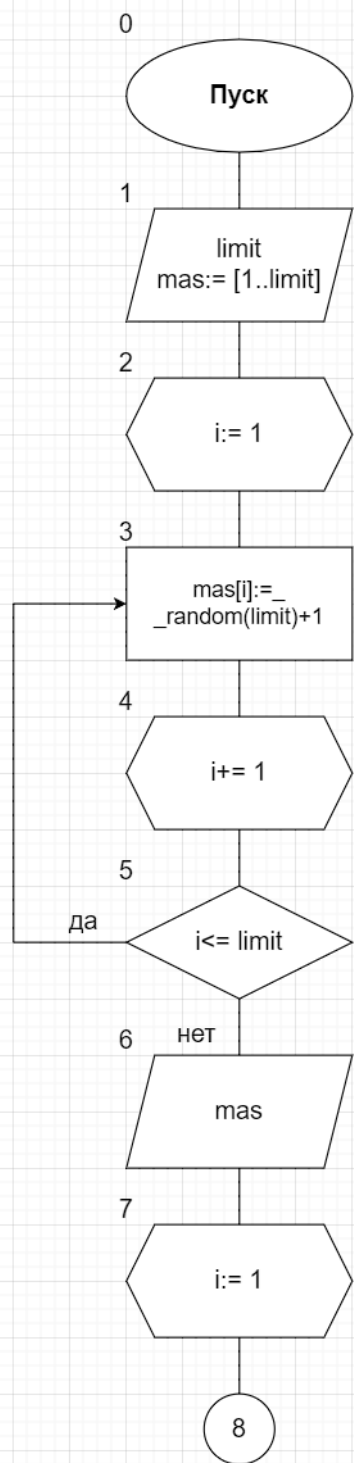 0
Пуск
1
limit
mas:= [1..limit]
2
i:= 1
3
mas[i]:=_
_random(limit)+1
4
i+= 1
5
да
i<= limit
нет
6
mas
7
i:= 1
8